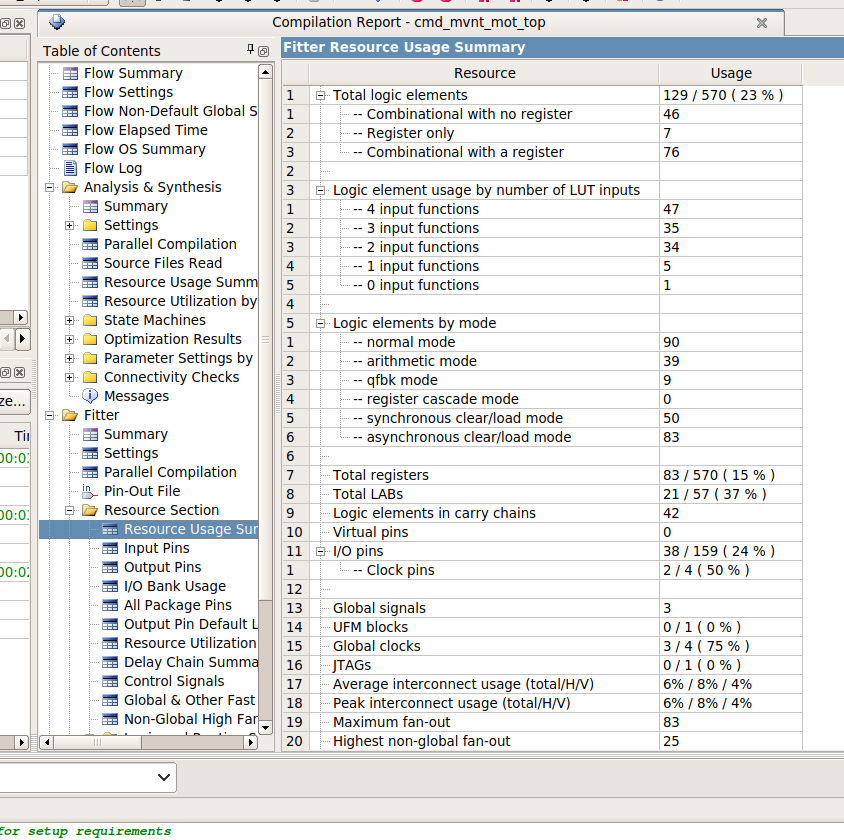 Compilation Report - cmd_mvnt_mot_top
Table of Contents
Flow Summary
Flow Settings
Flow Non-Default Global S
Flow Elapsed Time
Flow OS Summary
Flow Log
Analysis & Synthesis
Summary
Settings
Parallel Compilation
Source Files Read
Resource Usage Summ
Resource Utilization by
State Machines
Optimization Results
Parameter Settings by
Connectivity Checks
Messages
Fitter
Summary
Settings
Parallel Compilation
Pin-Out File
Resource Section
Resource Usage Sur
Input Pins
Output Pins
I/O Bank Usage
All Package Pins
Output Pin Default L
Resource Utilization
Delay Chain Summa
Control Signals
Global & Other Fast
Non-Global High Far
ze...
Tir
00:03
00:03
00:02
Fitter Resource Usage Summary
Resource Usage
1 Total logic elements 129 / 570 ( 23 % )
1 -- Combinational with no register 46
2 -- Register only 7
3 -- Combinational with a register 76
2
3 Logic element usage by number of LUT inputs
1 -- 4 input functions 47
2 -- 3 input functions 35
3 -- 2 input functions 34
4 -- 1 input functions 5
5 -- 0 input functions 1
4
5 Logic elements by mode
1 -- normal mode 90
2 -- arithmetic mode 39
3 -- qfbk mode 9
4 -- register cascade mode 0
5 -- synchronous clear/load mode 50
6 -- asynchronous clear/load mode 83
6
7 Total registers 83 / 570 ( 15 % )
8 Total LABs 21 / 57 ( 37 % )
9 Logic elements in carry chains 42
10 Virtual pins 0
11 I/O pins 38 / 159 ( 24 % )
1 -- Clock pins 2 / 4 ( 50 % )
12
13 Global signals 3
14 UFM blocks 0 / 1 ( 0 % )
15 Global clocks 3 / 4 ( 75 % )
16 JTAGs 0 / 1 ( 0 % )
17 Average interconnect usage (total/H/V) 6% / 8% / 4%
18 Peak interconnect usage (total/H/V) 6% / 8% / 4%
19 Maximum fan-out 83
20 Highest non-global fan-out 25
for setup requirements